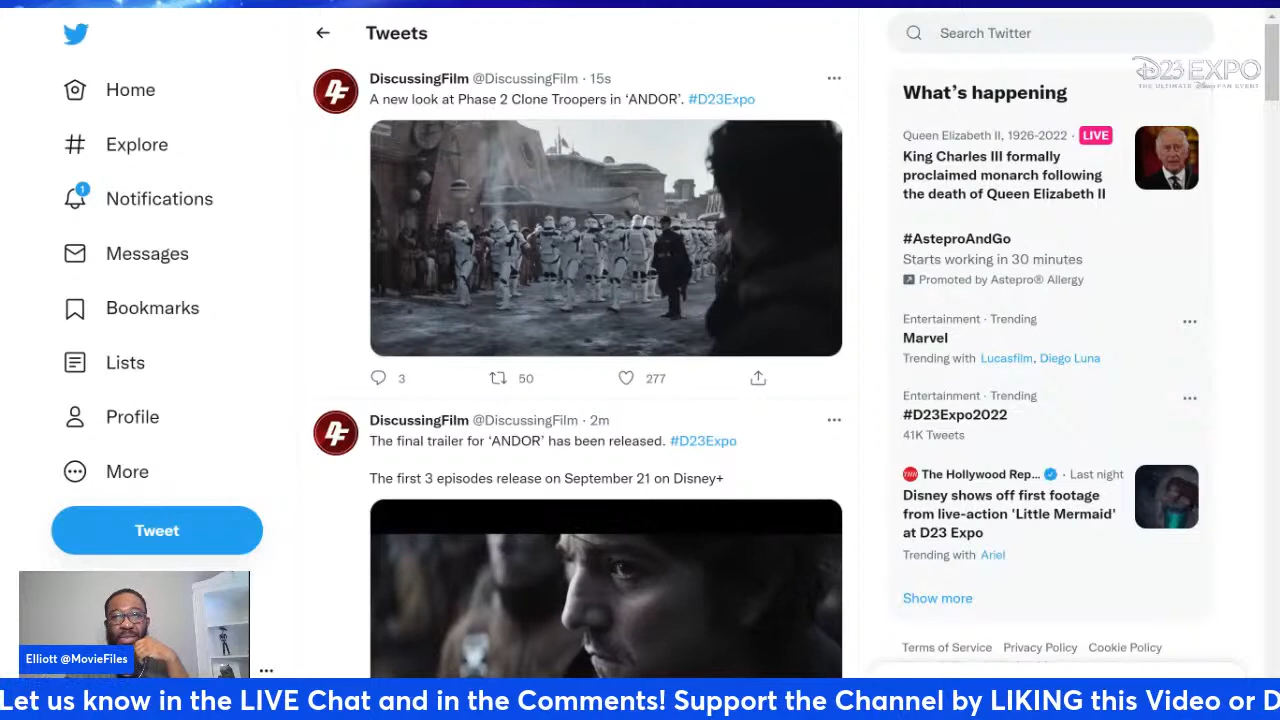 Home
Explore
1
Notifications
Messages
Bookmarks
Lists
Profile
More
Tweet
Elliott @MovieFiles
Tweets
DiscussingFilm @DiscussingFilm · 15s
A new look at Phase 2 Clone Troopers in ‘ANDOR’. #D23Expo
3 50 277
DiscussingFilm @DiscussingFilm · 2m
The final trailer for ‘ANDOR’ has been released. #D23Expo
The first 3 episodes release on September 21 on Disney+
Search Twitter
D23 EXPO
THE ULTIMATE Disney FAN EVENT
What’s happening
Queen Elizabeth II, 1926-2022 · LIVE
King Charles III formally
proclaimed monarch following
the death of Queen Elizabeth II
#AsteproAndGo
Starts working in 30 minutes
Promoted by Astepro® Allergy
Entertainment · Trending
Marvel
Trending with Lucasfilm, Diego Luna
Entertainment · Trending
#D23Expo2022
41K Tweets
The Hollywood Rep... · Last night
Disney shows off first footage
from live-action 'Little Mermaid'
at D23 Expo
Trending with Ariel
Show more
Terms of Service Privacy Policy Cookie Policy
Let us know in the LIVE Chat and in the Comments! Support the Channel by LIKING this Video or D